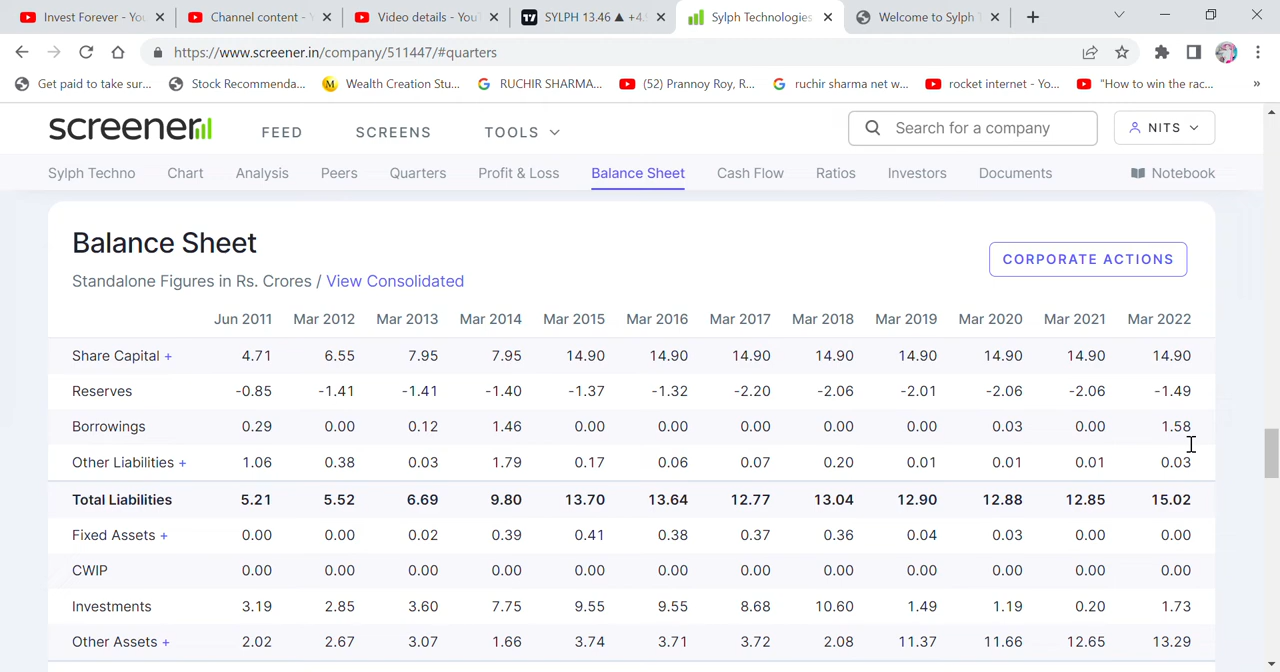 Invest Forever - You
Channel content -
Video details - You
SYLPH 13.46 ▲ +4.
Sylph Technologies
Welcome to Sylph
https://www.screener.in/company/511447/#quarters
Get paid to take sur...
Stock Recommenda...
Wealth Creation Stu...
RUCHIR SHARMA...
(52) Prannoy Roy, R...
ruchir sharma net w...
rocket internet - Yo...
"How to win the rac...
»
screener
FEED
SCREENS
TOOLS
Search for a company
NITS
Sylph Techno
Chart
Analysis
Peers
Quarters
Profit & Loss
Balance Sheet
Cash Flow
Ratios
Investors
Documents
Notebook
Balance Sheet
CORPORATE ACTIONS
Standalone Figures in Rs. Crores / View Consolidated
Jun 2011 Mar 2012 Mar 2013 Mar 2014 Mar 2015 Mar 2016 Mar 2017 Mar 2018 Mar 2019 Mar 2020 Mar 2021 Mar 2022
Share Capital + 4.71 6.55 7.95 7.95 14.90 14.90 14.90 14.90 14.90 14.90 14.90 14.90
Reserves -0.85 -1.41 -1.41 -1.40 -1.37 -1.32 -2.20 -2.06 -2.01 -2.06 -2.06 -1.49
Borrowings 0.29 0.00 0.12 1.46 0.00 0.00 0.00 0.00 0.00 0.03 0.00 1.58
Other Liabilities + 1.06 0.38 0.03 1.79 0.17 0.06 0.07 0.20 0.01 0.01 0.01 0.03
Total Liabilities 5.21 5.52 6.69 9.80 13.70 13.64 12.77 13.04 12.90 12.88 12.85 15.02
Fixed Assets + 0.00 0.00 0.02 0.39 0.41 0.38 0.37 0.36 0.04 0.03 0.00 0.00
CWIP 0.00 0.00 0.00 0.00 0.00 0.00 0.00 0.00 0.00 0.00 0.00 0.00
Investments 3.19 2.85 3.60 7.75 9.55 9.55 8.68 10.60 1.49 1.19 0.20 1.73
Other Assets + 2.02 2.67 3.07 1.66 3.74 3.71 3.72 2.08 11.37 11.66 12.65 13.29